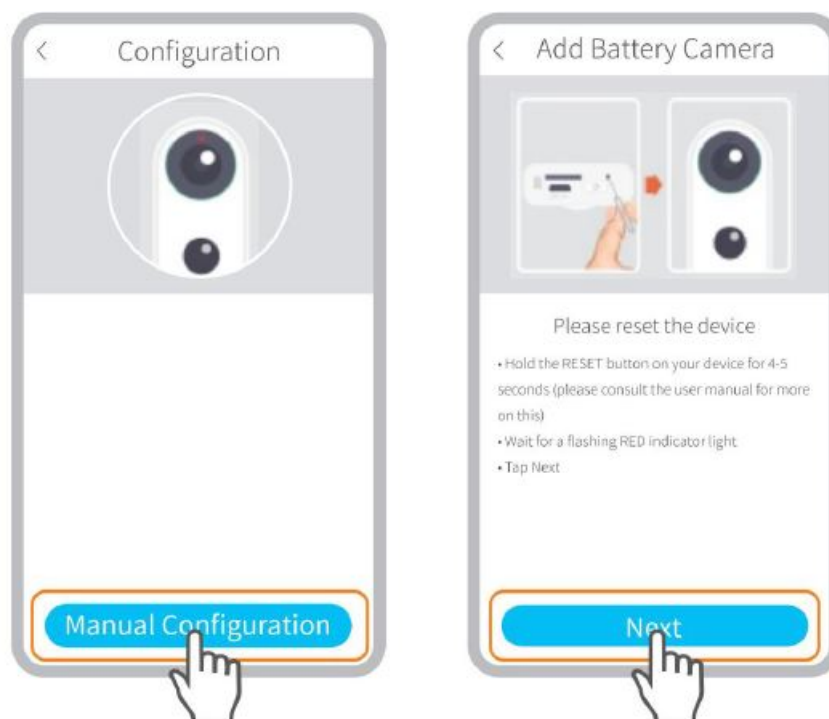 Configuration
Manual Configuration
Add Battery Camera
Please reset the device
• Hold the RESET button on your device for 4-5
seconds (please consult the user manual for more
on this)
• Wait for a flashing RED indicator light
• Tap Next
Next